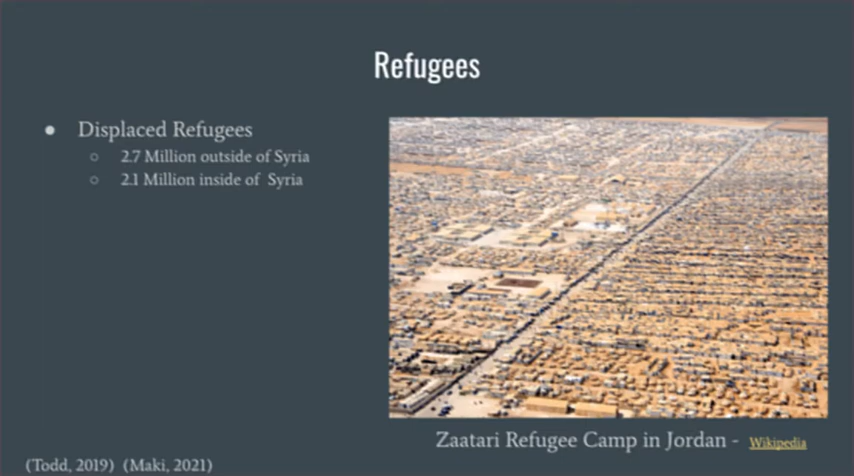 Refugees
● Displaced Refugees
○ 2.7 Million outside of Syria
○ 2.1 Million inside of Syria
Zaatari Refugee Camp in Jordan - Wikipedia
(Todd, 2019) (Maki, 2021)